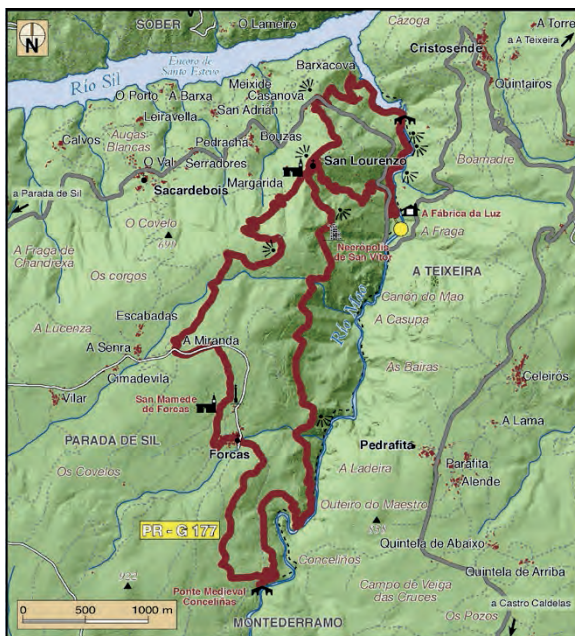 SOBER
O Lameiro
Cázoga
A Torre
a A Teixeira
N
Cristosende
Encoro de
Santo Estevo
Río Sil
Barxacova
Meixide
Casanova
Quintairos
O Porto
A Barxa
San Adrián
Leiravella
Calvos
Augas
Blancas
Pedracha
Bouzas
San Lourenzo
Boamadre
O Val
Serradores
a Parada de Sil
Sacardebois
Margarida
A Fábrica da Luz
O Covelo
A Fraga
Necrópolis
de San Vítor
A Fraga de
Chandrexa
Os corgos
A TEIXEIRA
Canón do Mao
Río Mao
A Casupa
Escabadas
A Lucenza
A Miranda
A Senra
Cimadevila
As Bairas
Celeiros
Vilar
San Mamede
de Forcas
A Lama
PARADA DE SIL
Forcas
Pedrafita
Parafita
Os Covelos
A Ladeira
Alende
Outeiro do Maestro
PR - G 177
Quintela de Abaixo
Conceliños
Quintela de Arriba
Ponte Medieval
Conceliños
Campo de Veiga
das Cruces
a Castro Caldelas
0 500 1000 m
MONTEDERRAMO
Os Pozos